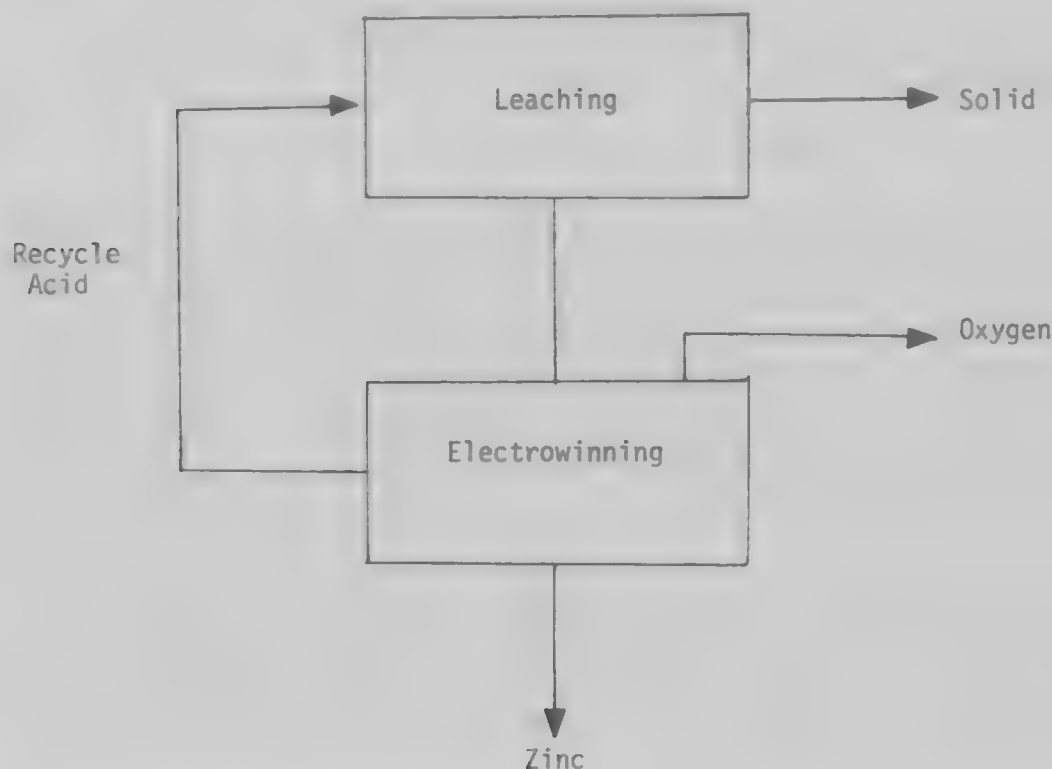 Leaching
Solid
Recycle
Acid
Oxygen
Electrowinning
Zinc